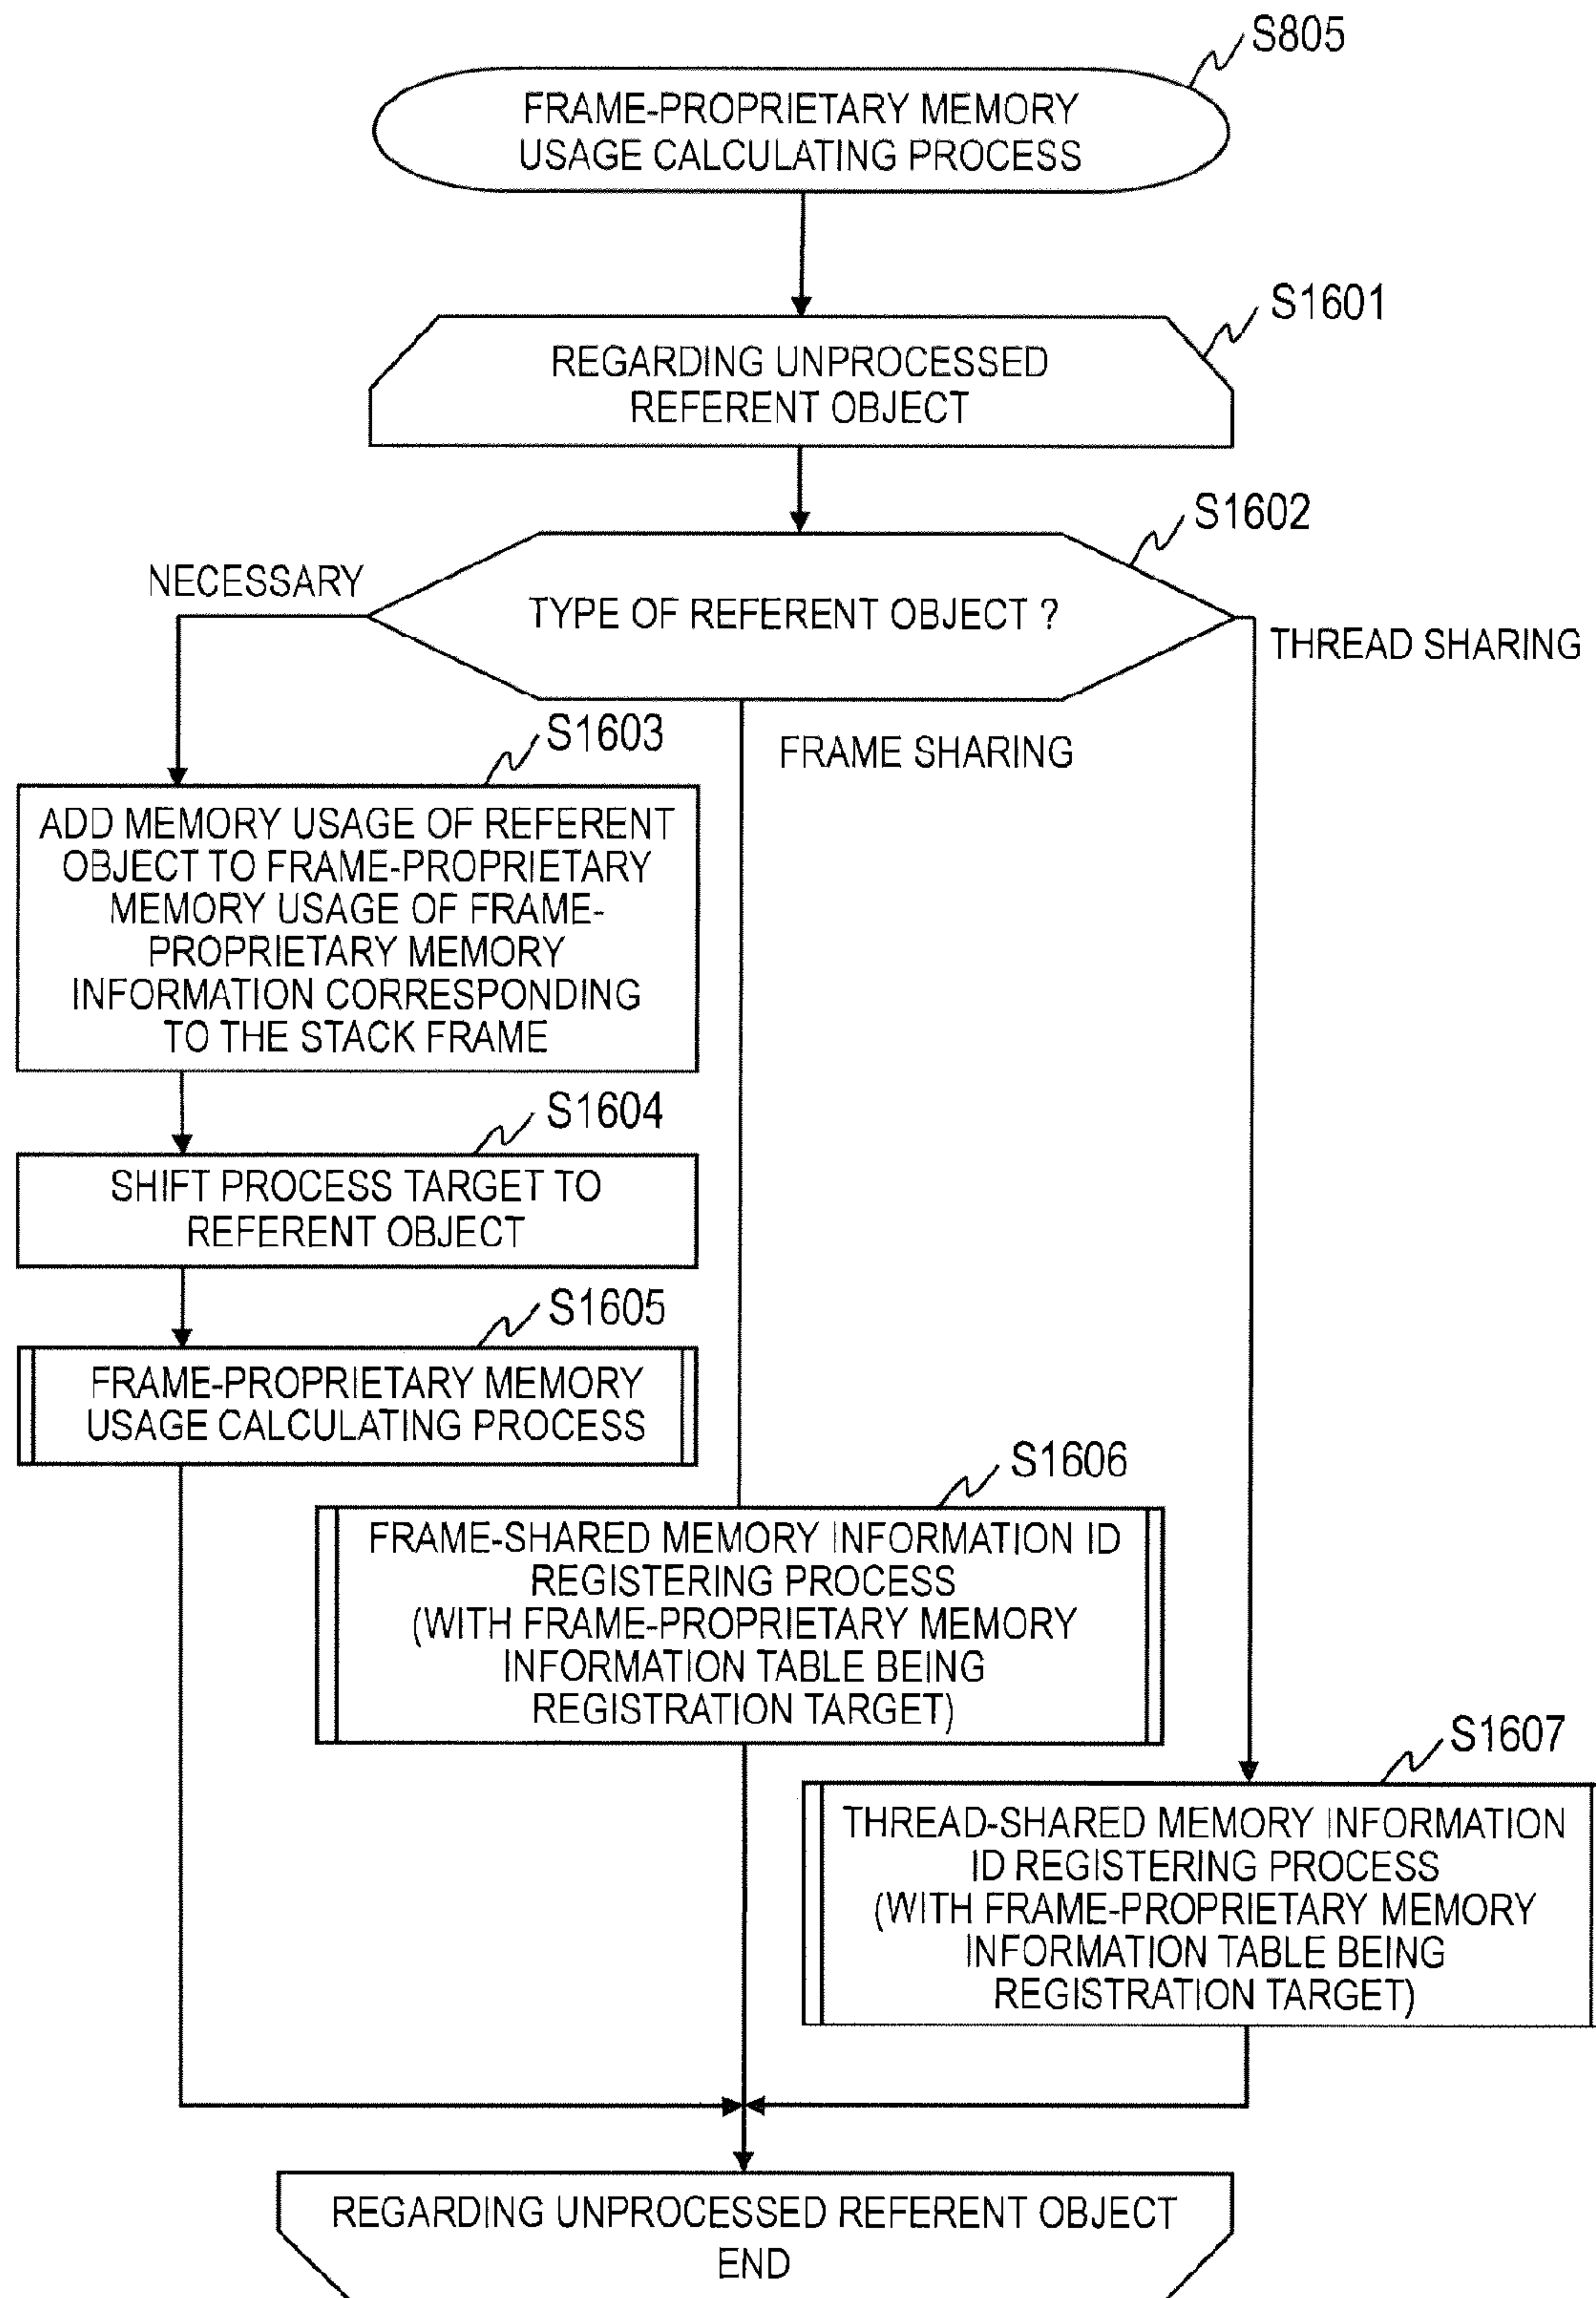 S805
FRAME-PROPRIETARY MEMORY
USAGE CALCULATING PROCESS
S1601
REGARDING UNPROCESSED
REFERENT OBJECT
S1602
NECESSARY
TYPE OF REFERENT OBJECT ?
THREAD SHARING
S1603
FRAME SHARING
ADD MEMORY USAGE OF REFERENT
OBJECT TO FRAME-PROPRIETARY
MEMORY USAGE OF FRAME-
PROPRIETARY MEMORY
INFORMATION CORRESPONDING
TO THE STACK FRAME
S1604
SHIFT PROCESS TARGET TO
REFERENT OBJECT
S1605
FRAME-PROPRIETARY MEMORY
USAGE CALCULATING PROCESS
S1606
FRAME-SHARED MEMORY INFORMATION ID
REGISTERING PROCESS
(WITH FRAME-PROPRIETARY MEMORY
INFORMATION TABLE BEING
REGISTRATION TARGET)
S1607
THREAD-SHARED MEMORY INFORMATION
ID REGISTERING PROCESS
(WITH FRAME-PROPRIETARY MEMORY
INFORMATION TABLE BEING
REGISTRATION TARGET)
REGARDING UNPROCESSED REFERENT OBJECT
END